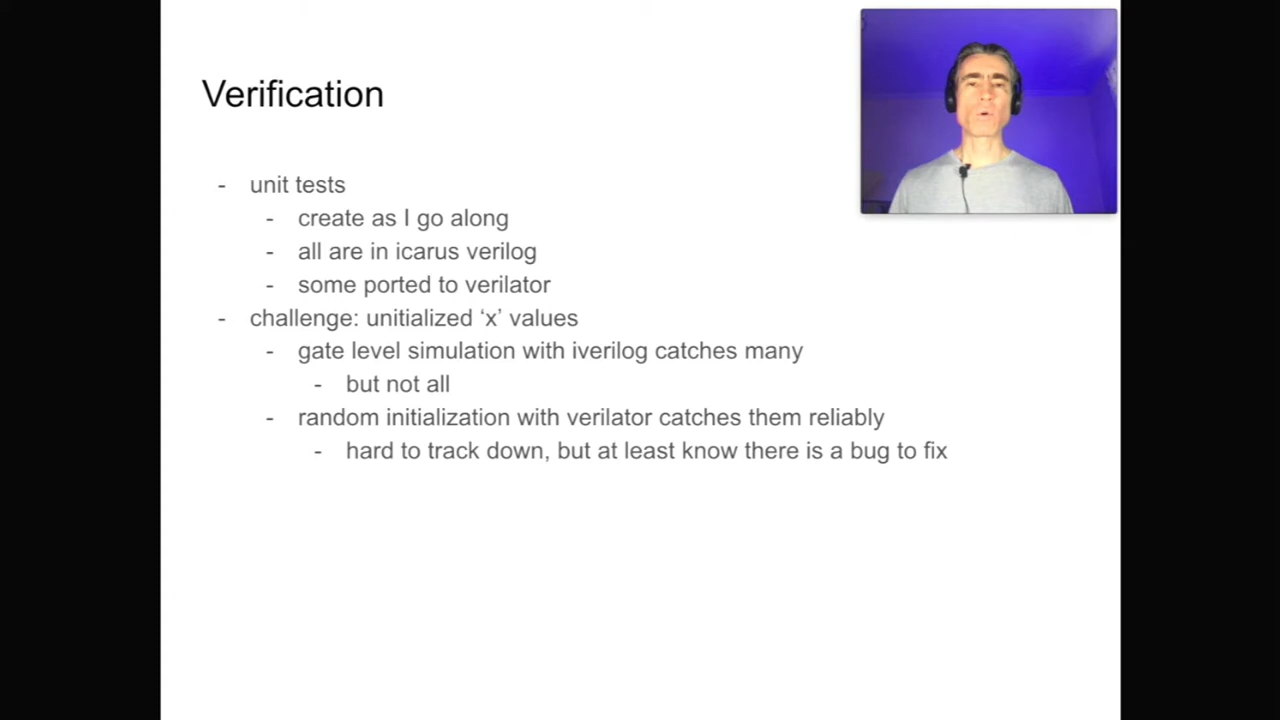 Verification
- unit tests
- create as I go along
- all are in icarus verilog
- some ported to verilator
- challenge: unitialized ‘x’ values
- gate level simulation with iverilog catches many
- but not all
- random initialization with verilator catches them reliably
- hard to track down, but at least know there is a bug to fix